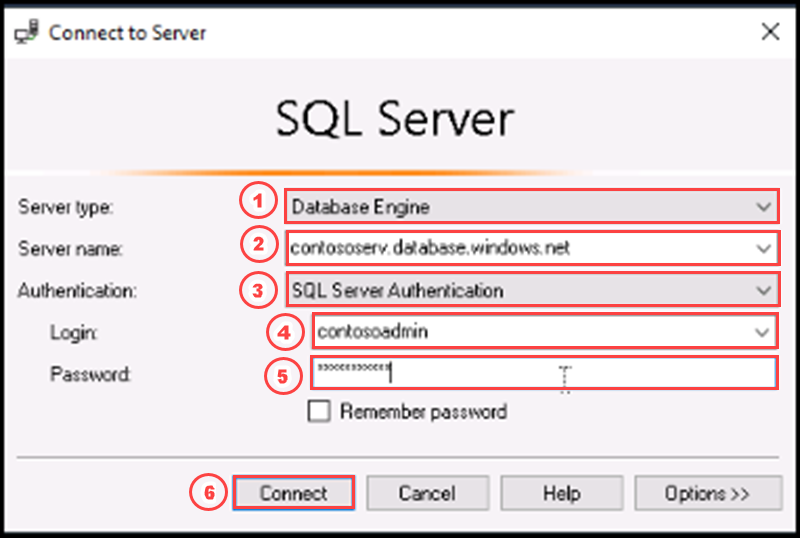 Connect to Server
SQL Server
Server type: 1 Database Engine
Server name: 2 contososerv.database.windows.net
Authentication: 3 SQL Server Authentication
Login: 4 contosoadmin
Password: 5 ************
Remember password
6 Connect Cancel Help Options >>